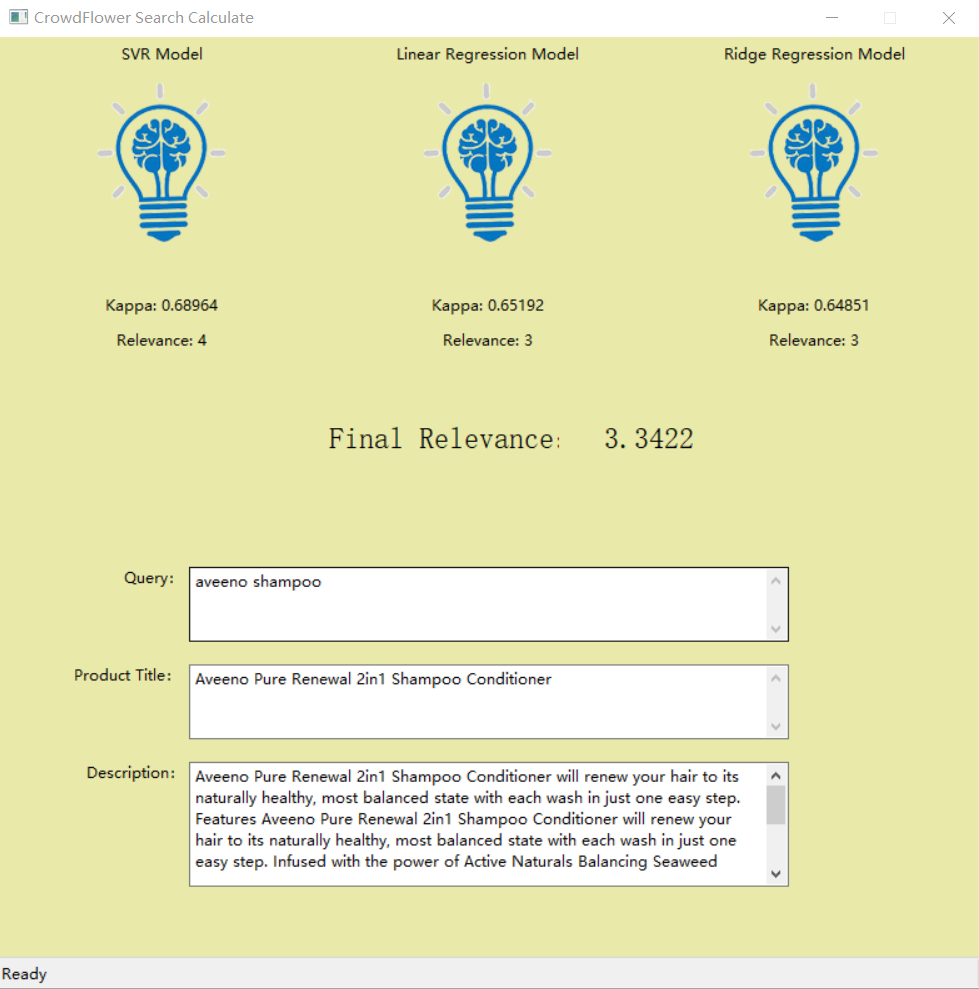 CrowdFlower Search Calculate
SVR Model
Linear Regression Model
Ridge Regression Model
Kappa: 0.68964
Kappa: 0.65192
Kappa: 0.64851
Relevance: 4
Relevance: 3
Relevance: 3
Final Relevance: 3.3422
Query:
aveeno shampoo
Product Title:
Aveeno Pure Renewal 2in1 Shampoo Conditioner
Description:
Aveeno Pure Renewal 2in1 Shampoo Conditioner will renew your hair to its
naturally healthy, most balanced state with each wash in just one easy step.
Features Aveeno Pure Renewal 2in1 Shampoo Conditioner will renew your
hair to its naturally healthy, most balanced state with each wash in just one
easy step. Infused with the power of Active Naturals Balancing Seaweed
Ready